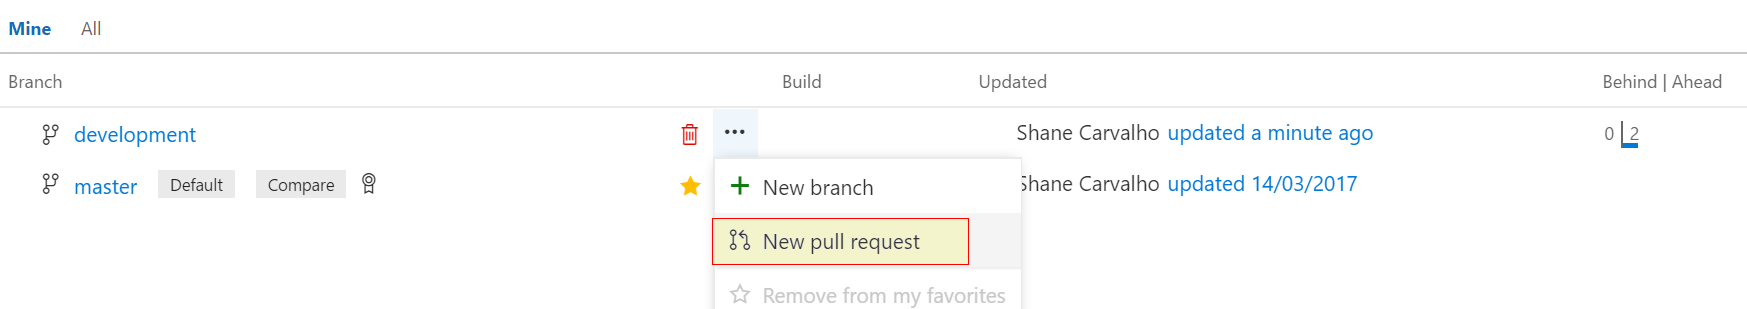 Mine All
Branch Build Updated Behind | Ahead
development ... Shane Carvalho updated a minute ago 0 2
master Default Compare Shane Carvalho updated 14/03/2017
New branch
New pull request
Remove from my favorites